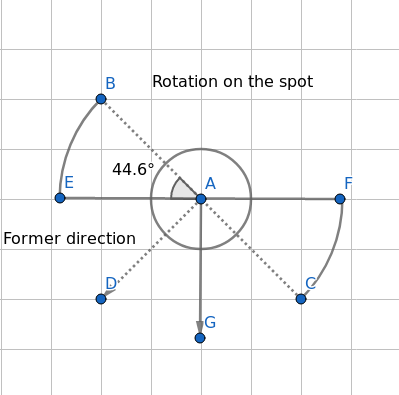 B
Rotation on the spot
44.6°
E
A
F
Former direction
D
C
G